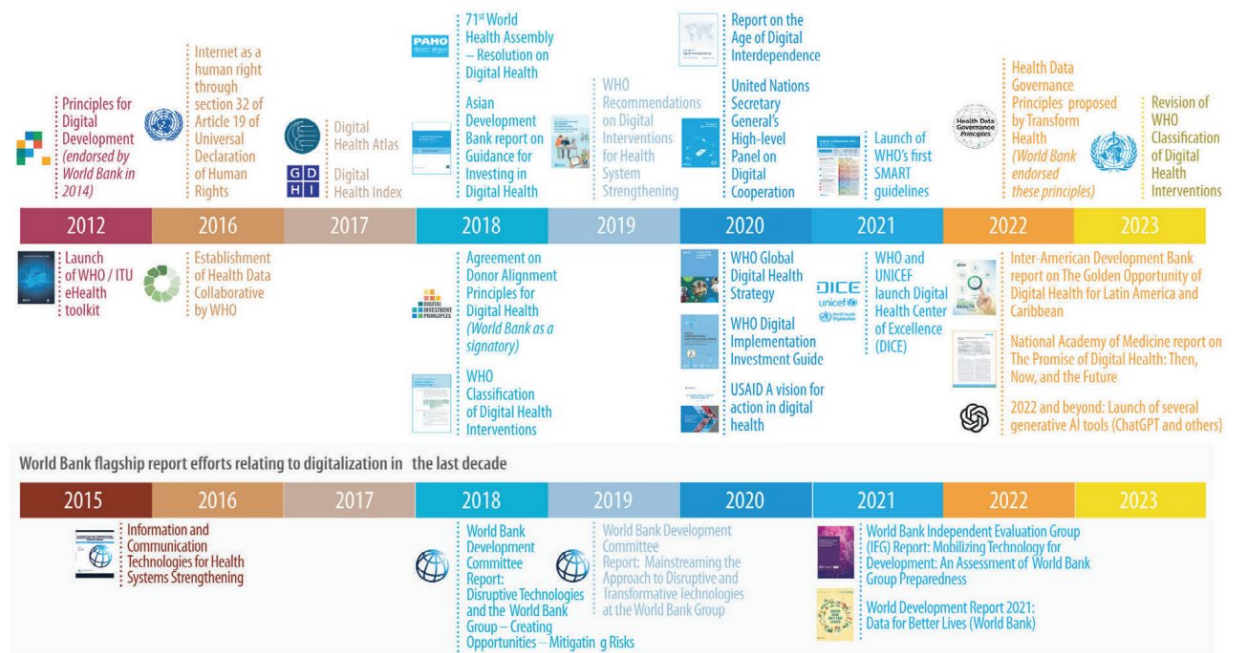 Principles for
Digital
Development
(endorsed by
World Bank in
2014)
Internet as a
human right
through
section 32 of
Article 19 of
Universal
Declaration
of Human
Rights
Digital
Health Atlas
GD
HI
Digital
Health Index
PAHO
71st World
Health Assembly
– Resolution on
Digital Health
Asian
Development
Bank report on
Guidance for
Investing in
Digital Health
WHO
Recommendations
on Digital
Interventions
for Health
System
Strengthening
Report on the
Age of Digital
Interdependence
United Nations
Secretary
General's
High-level
Panel on
Digital
Cooperation
Launch of
WHO's first
SMART
guidelines
Health Data
Governance
Principles
Health Data
Governance
Principles proposed
by Transform
Health
(World Bank
endorsed
these principles)
Revision of
WHO
Classification
of Digital
Health
Interventions
2012
2016
2017
2018
2019
2020
2021
2022
2023
Launch
of WHO / ITU
eHealth
toolkit
Establishment
of Health Data
Collaborative
by WHO
DIGITAL
INVESTMENT
PRINCIPLES
Agreement on
Donor Alignment
Principles for
Digital Health
(World Bank as a
signatory)
WHO
Classification
of Digital Health
Interventions
WHO Global
Digital Health
Strategy
WHO Digital
Implementation
Investment Guide
USAID A vision for
action in digital
health
DICE
unicef
World Health
Organization
WHO and
UNICEF
launch Digital
Health Center
of Excellence
(DICE)
Inter-American Development Bank
report on The Golden Opportunity of
Digital Health for Latin America and
Caribbean
National Academy of Medicine report on
The Promise of Digital Health: Then,
Now, and the Future
2022 and beyond: Launch of several
generative AI tools (ChatGPT and others)
World Bank flagship report efforts relating to digitalization in the last decade
2015
2016
2017
2018
2019
2020
2021
2022
2023
Information and
Communication
Technologies for Health
Systems Strengthening
World Bank
Development
Committee
Report:
Disruptive Technologies
and the World Bank
Group – Creating
Opportunities – Mitigatin g Risks
World Bank Development
Committee
Report: Mainstreaming the
Approach to Disruptive and
Transformative Technologies
at the World Bank Group
World Bank Independent Evaluation Group
(IEG) Report: Mobilizing Technology for
Development: An Assessment of World Bank
Group Preparedness
World Development Report 2021:
Data for Better Lives (World Bank)